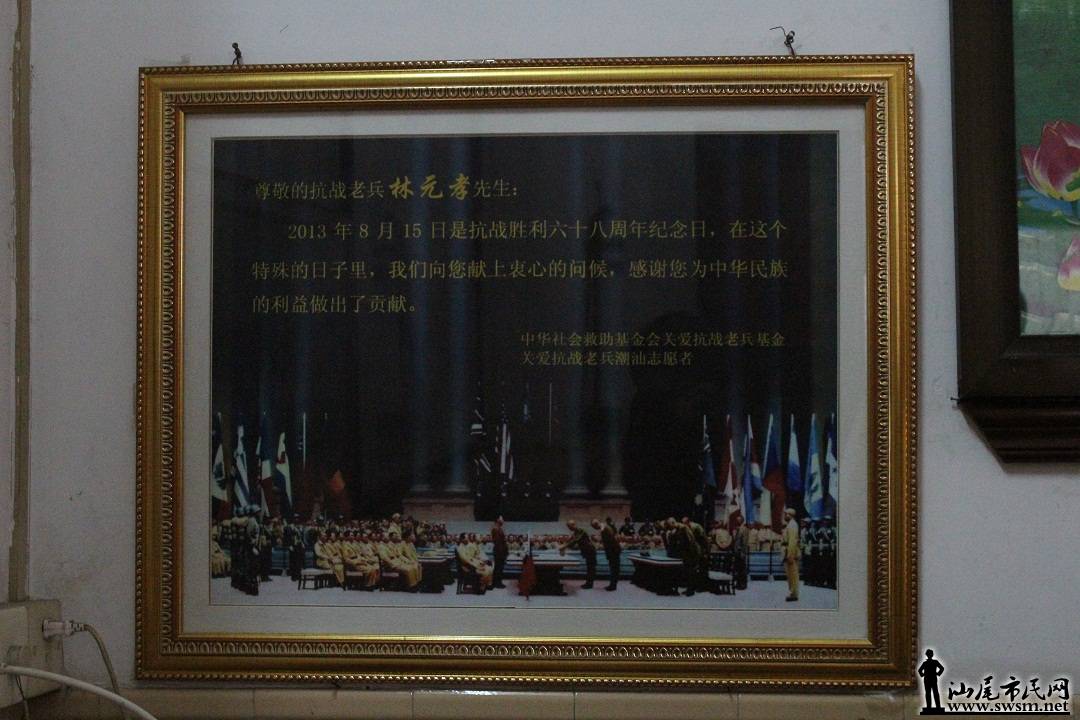 尊敬的抗战老兵林元孝先生：
2013 年 8 月 15 日是抗战胜利六十八周年纪念日，在这个
特殊的日子里，我们向您献上衷心的问候，感谢您为中华民族
的利益做出了贡献。
中华社会救助基金会关爱抗战老兵基金
关爱抗战老兵潮汕志愿者
汕尾市民网
www.swsm.net